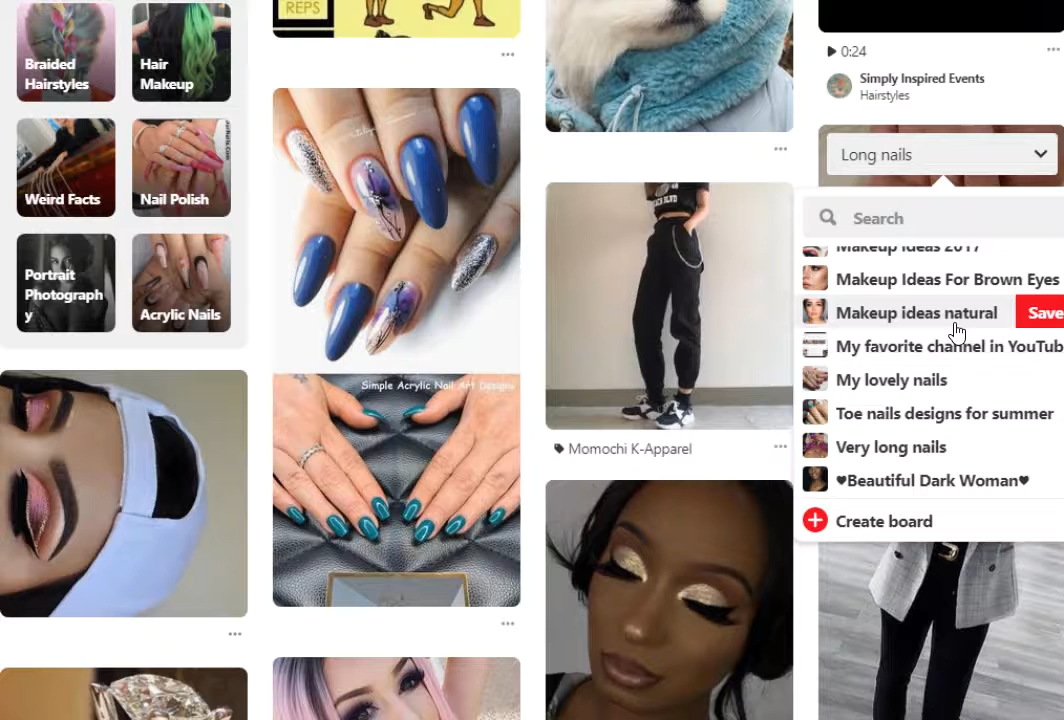 REPS
Braided
Hairstyles
Hair
Makeup
Weird Facts
Nail Polish
Portrait
Photograph
y
Acrylic Nails
Simple Acrylic Nail Art Designs
Momochi K-Apparel
0:24
Simply Inspired Events
Hairstyles
Long nails
Search
Makeup Ideas 2017
Makeup Ideas For Brown Eyes
Makeup ideas natural
Save
My favorite channel in YouTub
My lovely nails
Toe nails designs for summer
Very long nails
♥Beautiful Dark Woman♥
Create board